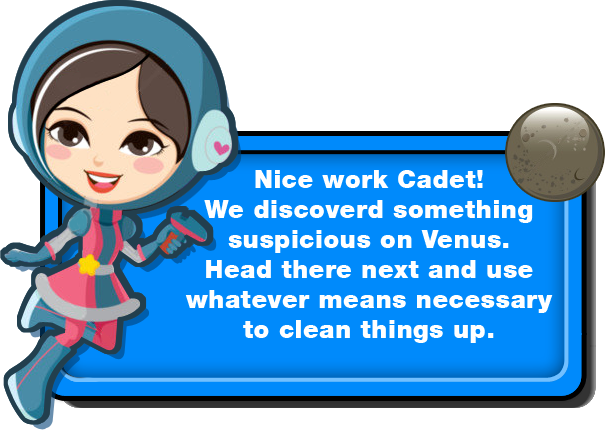 Nice work Cadet!
We discoverd something
suspicious on Venus.
Head there next and use
whatever means necessary
to clean things up.